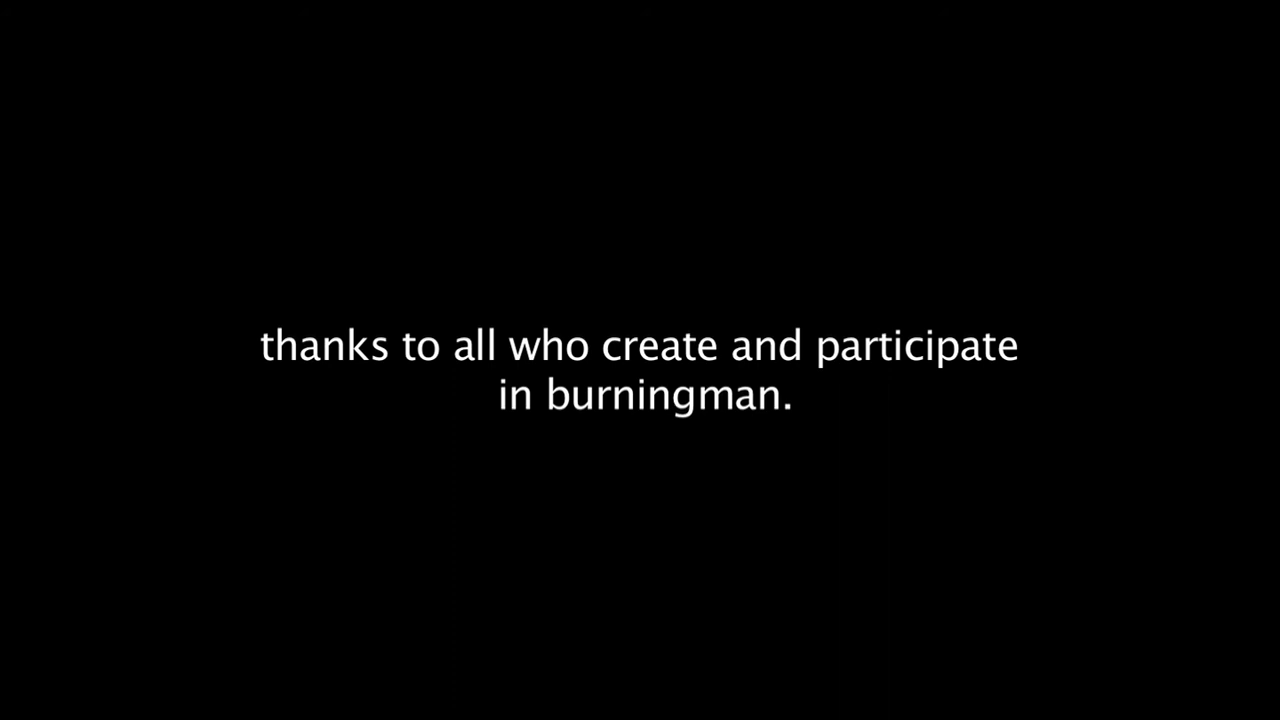 thanks to all who create and participate
in burningman.